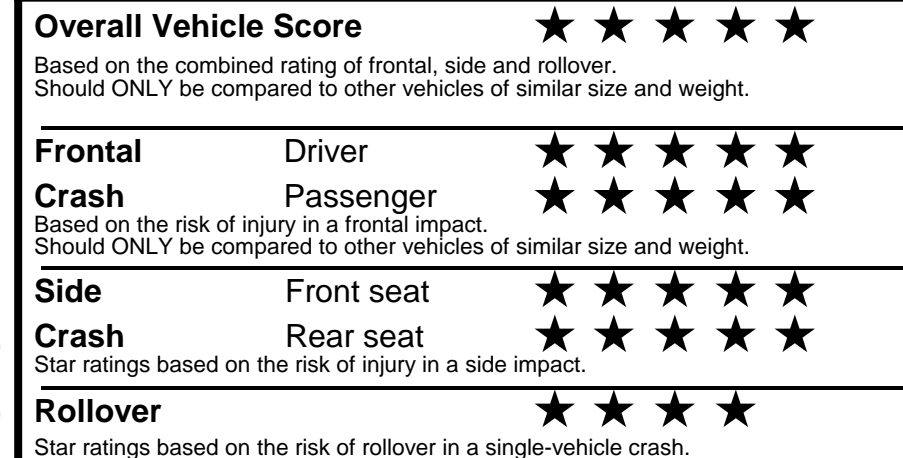 Overall Vehicle Score ★ ★ ★ ★ ★
Based on the combined rating of frontal, side and rollover.
Should ONLY be compared to other vehicles of similar size and weight.
Frontal Driver ★ ★ ★ ★ ★
Crash Passenger ★ ★ ★ ★ ★
Based on the risk of injury in a frontal impact.
Should ONLY be compared to other vehicles of similar size and weight.
Side Front seat ★ ★ ★ ★ ★
Crash Rear seat ★ ★ ★ ★ ★
Star ratings based on the risk of injury in a side impact.
Rollover ★ ★ ★ ★
Star ratings based on the risk of rollover in a single-vehicle crash.